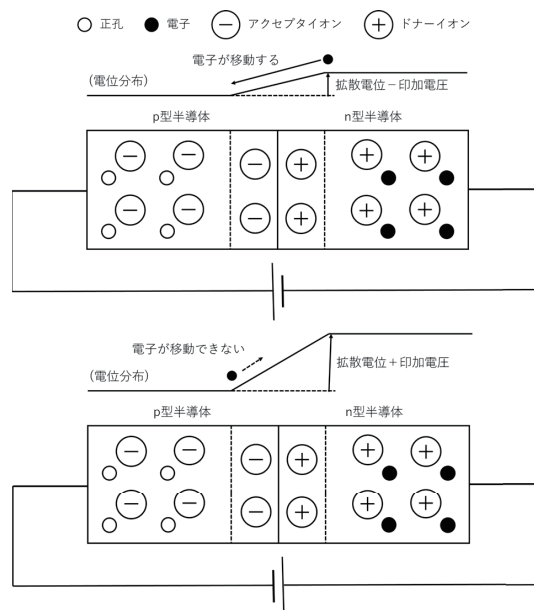 正孔 電子 アクセプタイオン ドナーイオン
電子が移動する
(電位分布)
拡散電位－印加電圧
p型半導体 n型半導体
− − + +
− +
− − + +
− +
電子が移動できない
拡散電位＋印加電圧
(電位分布)
p型半導体 n型半導体
− − + +
− +
− − + +
− +